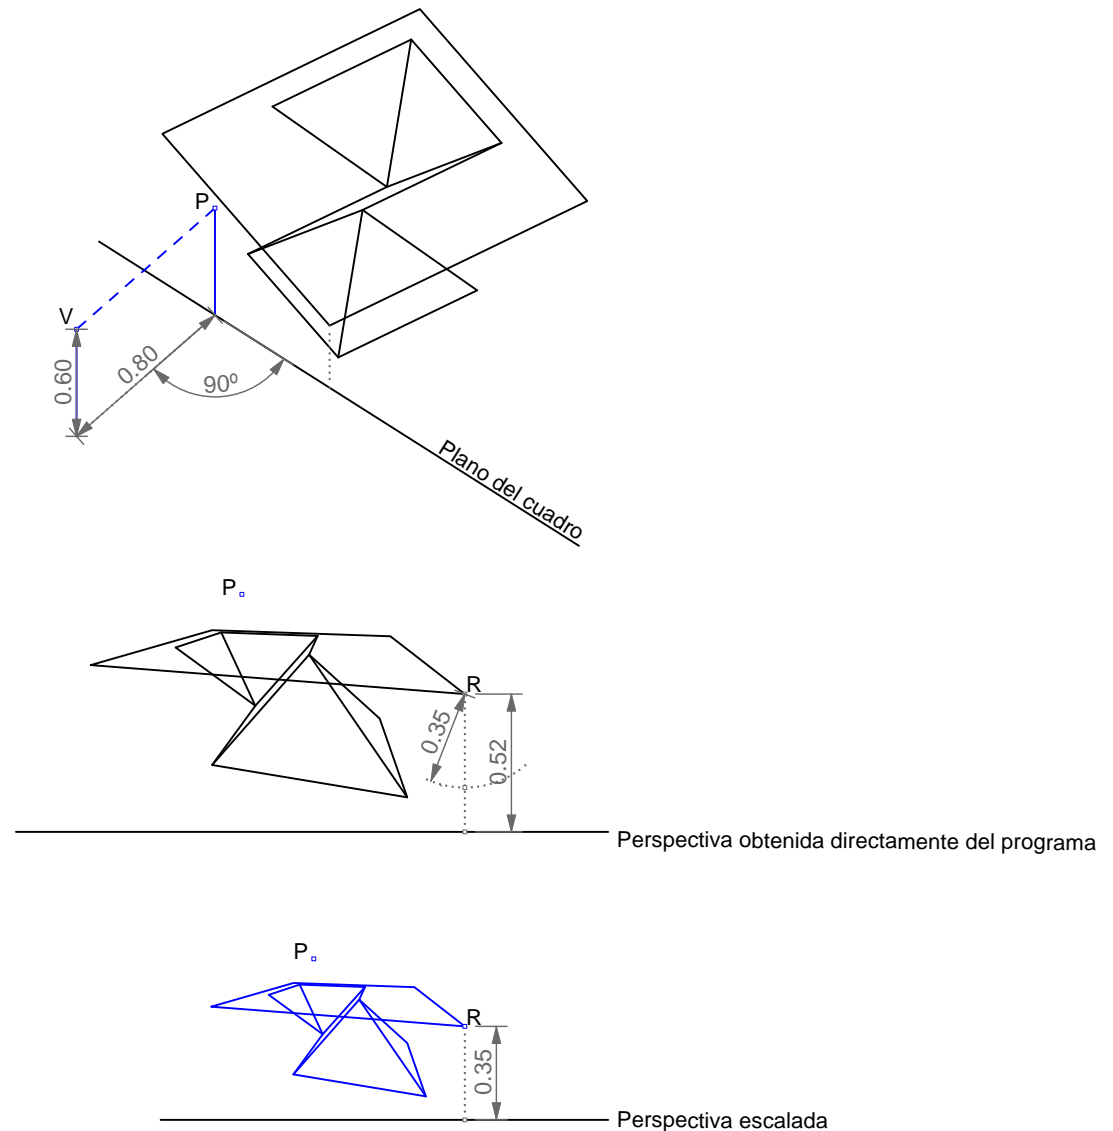 P
V
0.60
0.80
90º
Plano del cuadro
P
R
0.35
0.52
Perspectiva obtenida directamente del programa
P
R
0.35
Perspectiva escalada